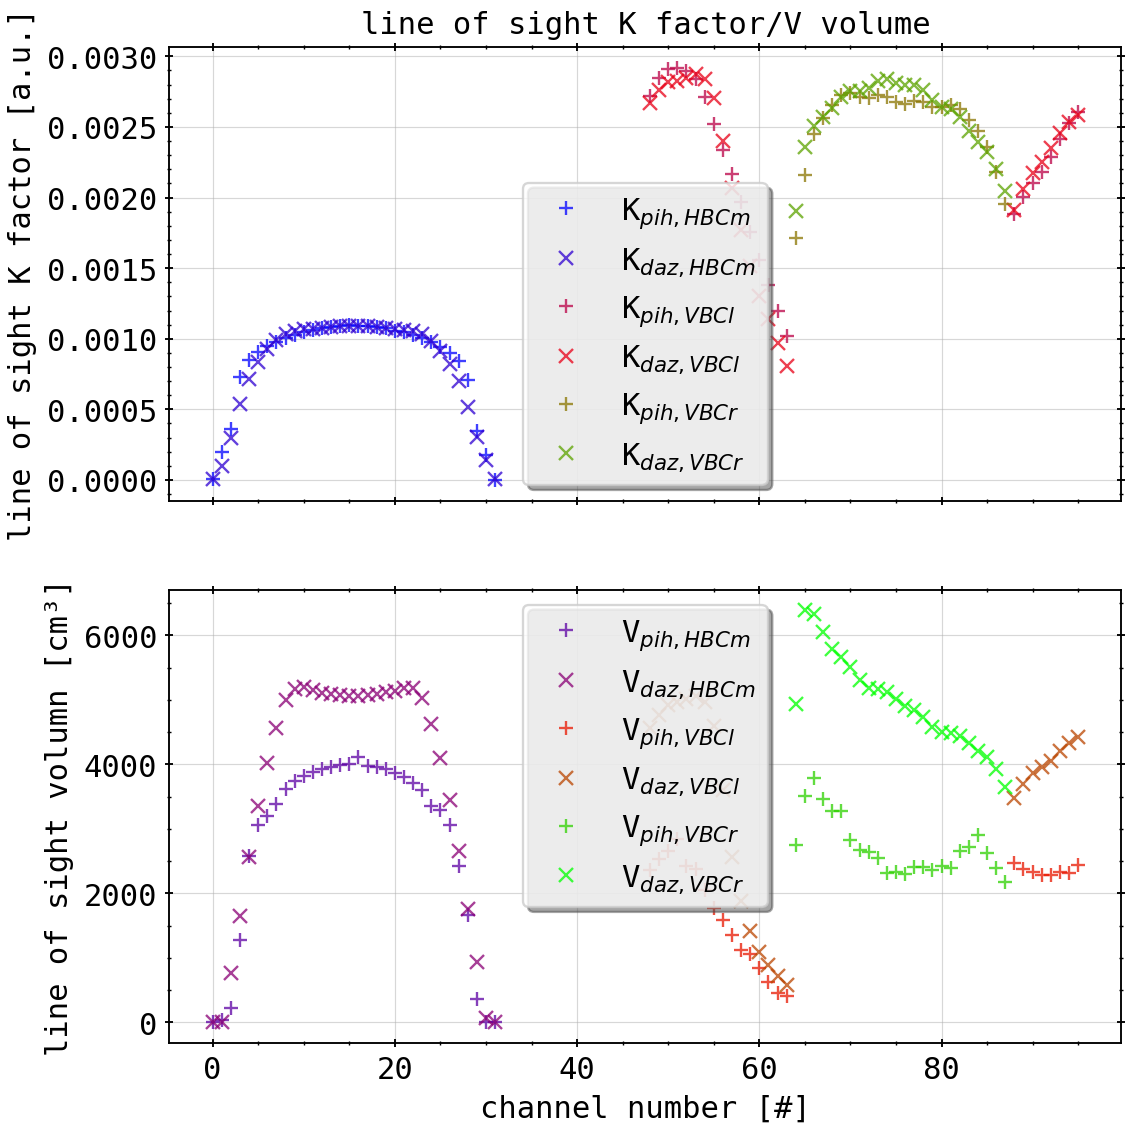 line of sight K factor/V volume
line of sight K factor [a.u.]
0.0030
0.0025
0.0020
0.0015
0.0010
0.0005
0.0000
K_pih,HBCm
K_daz,HBCm
K_pih,VBCl
K_daz,VBCl
K_pih,VBCr
K_daz,VBCr
line of sight volumn [cm³]
6000
4000
2000
0
V_pih,HBCm
V_daz,HBCm
V_pih,VBCl
V_daz,VBCl
V_pih,VBCr
V_daz,VBCr
0 20 40 60 80
channel number [#]